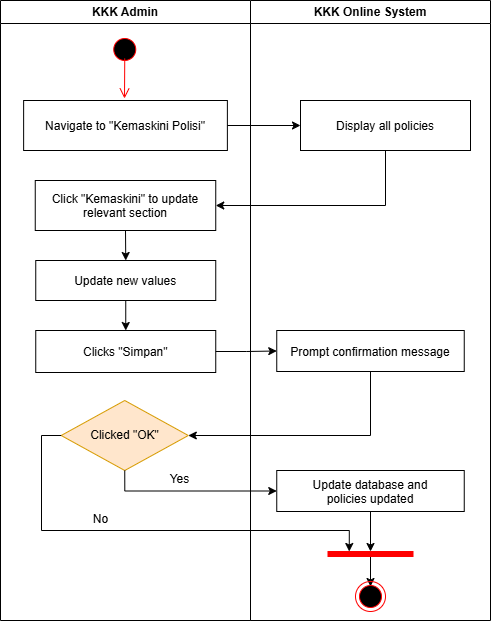 KKK Admin
KKK Online System
Navigate to "Kemaskini Polisi"
Display all policies
Click "Kemaskini" to update
relevant section
Update new values
Clicks "Simpan"
Prompt confirmation message
Clicked "OK"
Yes
Update database and
policies updated
No